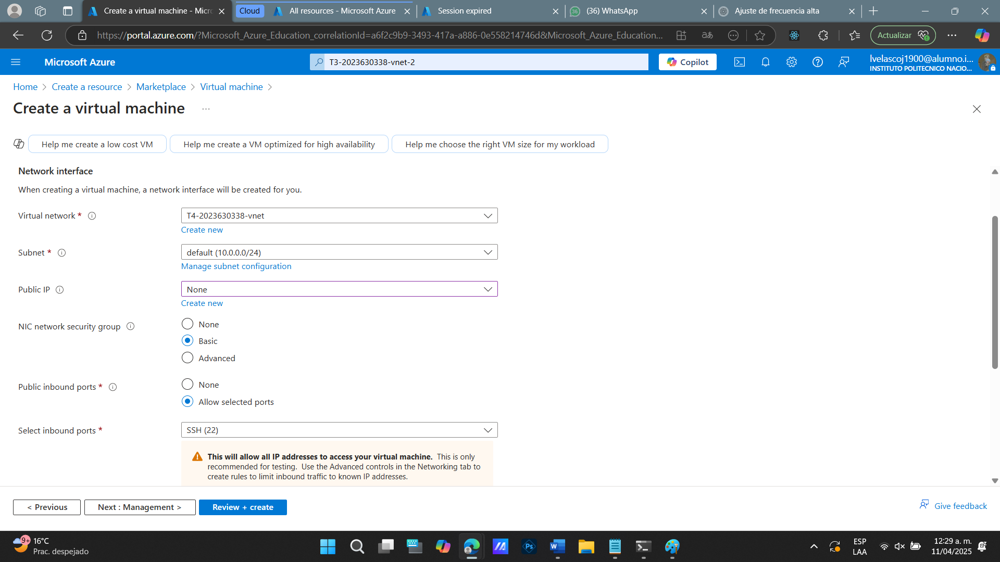 Create a virtual machine - Micr
Cloud
All resources - Microsoft Azure
Session expired
36
(36) WhatsApp
Ajuste de frecuencia alta
https://portal.azure.com/?Microsoft_Azure_Education_correlationId=a6f2c9b9-3493-417a-a886-0e558214746d&Microsoft_Azure_Education...
aあ
Actualizar
Microsoft Azure
T3-2023630338-vnet-2
Copilot
lvelascoj1900@alumno.i...
INSTITUTO POLITECNICO NACIO...
Home > Create a resource > Marketplace > Virtual machine >
Create a virtual machine ...
Help me create a low cost VM
Help me create a VM optimized for high availability
Help me choose the right VM size for my workload
Network interface
When creating a virtual machine, a network interface will be created for you.
Virtual network *
T4-2023630338-vnet
Create new
Subnet *
default (10.0.0.0/24)
Manage subnet configuration
Public IP
None
Create new
NIC network security group
None
Basic
Advanced
Public inbound ports *
None
Allow selected ports
Select inbound ports *
SSH (22)
This will allow all IP addresses to access your virtual machine. This is only
recommended for testing. Use the Advanced controls in the Networking tab to
create rules to limit inbound traffic to known IP addresses.
< Previous
Next : Management >
Review + create
Give feedback
9+
16°C
Prac. despejado
Ps
W
ESP
LAA
12:29 a. m.
11/04/2025